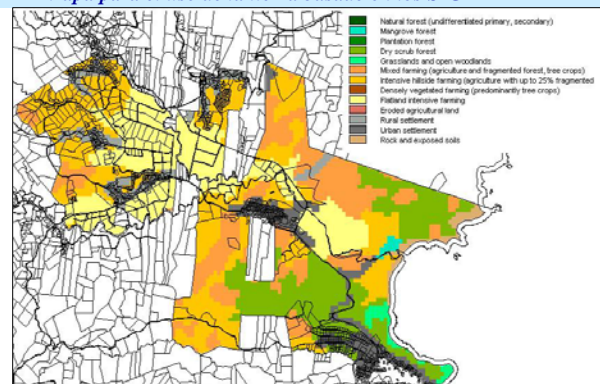 Natural forest (undifferentiated primary, secondary)
Mangrove forest
Plantation forest
Dry scrub forest
Grasslands and open woodlands
Mixed farming (agriculture and fragmented forest, tree crops)
Intensive hillside farming (agriculture with up to 25% fragmented
Densely vegetated farming (predominantly tree crops)
Flatland intensive farming
Eroded agricultural land
Rural settlement
Urban settlement
Rock and exposed soils